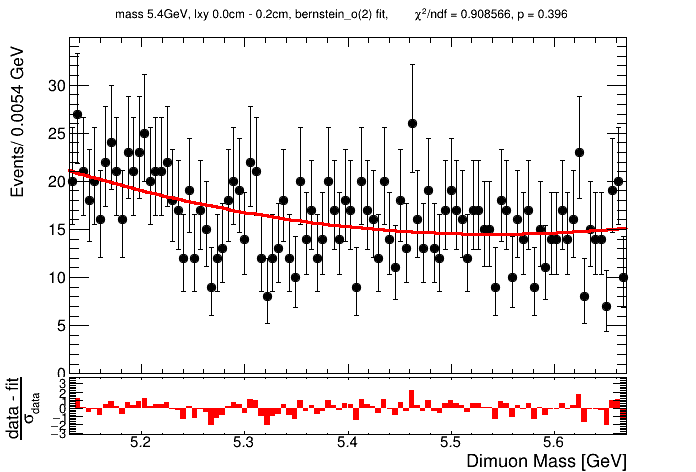 mass 5.4GeV, lxy 0.0cm - 0.2cm, bernstein_o(2) fit, χ²/ndf = 0.908566, p = 0.396
Events/ 0.0054 GeV
30
25
20
15
10
5
0
data - fit
σdata
3
2
1
0
−1
−2
−3
5.2 5.3 5.4 5.5 5.6
Dimuon Mass [GeV]